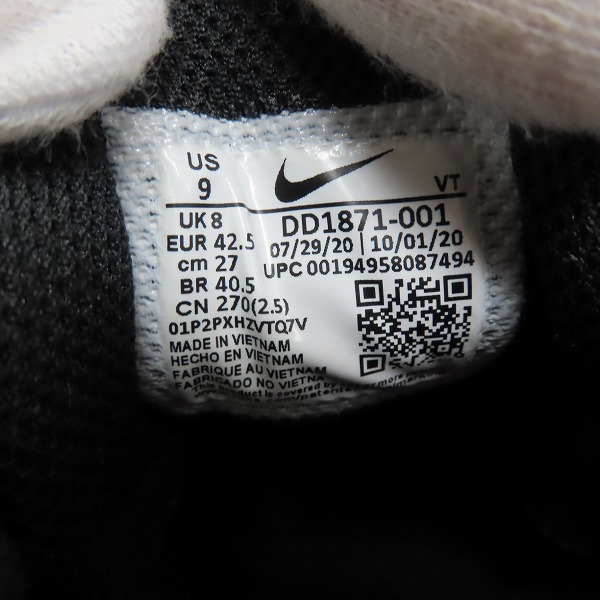 US
9
VT
UK 8
EUR 42.5
cm 27
BR 40.5
CN 270(2.5)
DD1871-001
07/29/20 | 10/01/20
UPC 00194958087494
01P2PXHZVTQ7V
MADE IN VIETNAM
HECHO EN VIETNAM
FABRIQUE AU VIETNAM
FABRICADO NO VIETNAM